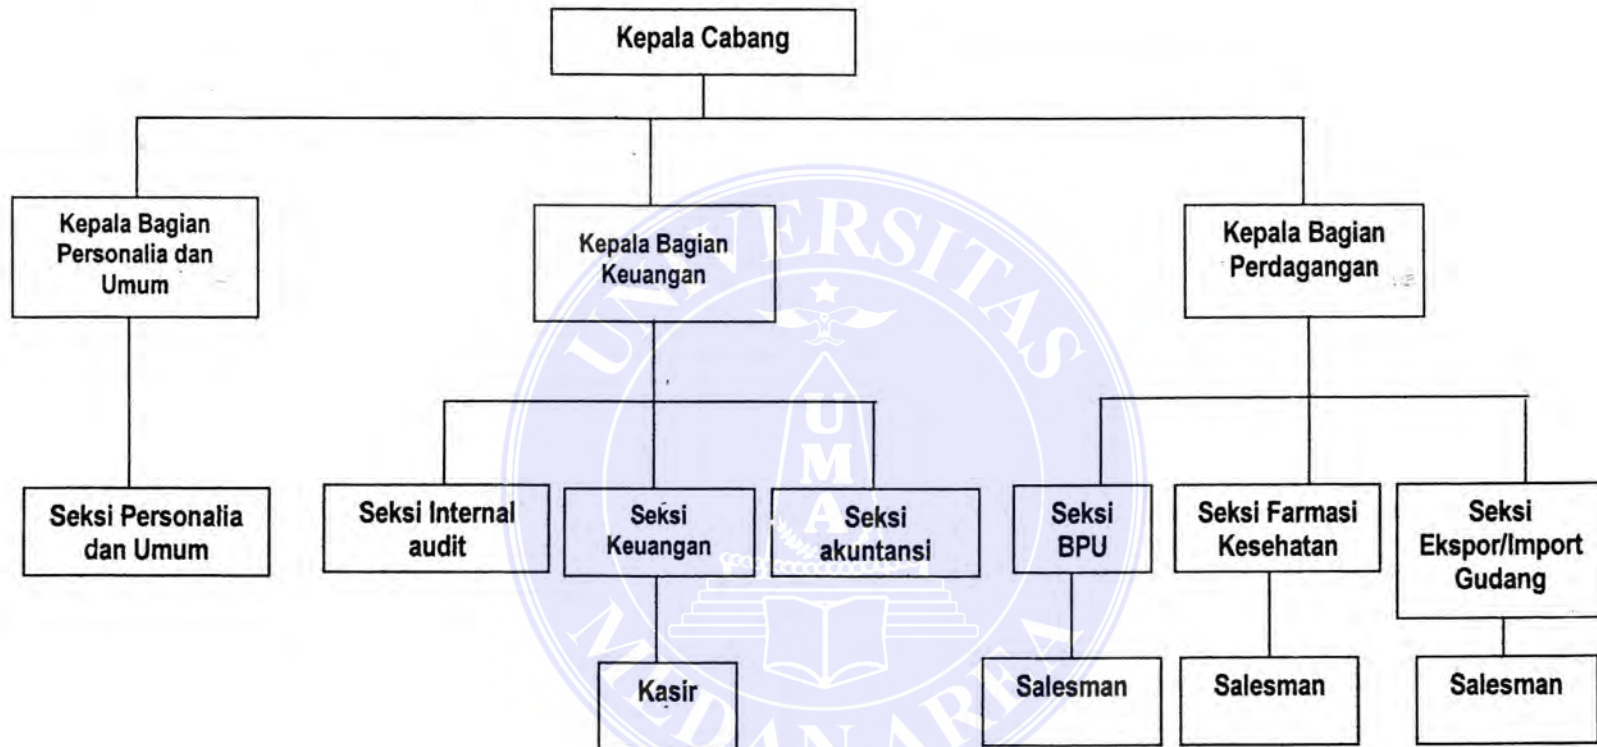 Kepala Cabang
Kepala Bagian
Personalia dan
Umum
Kepala Bagian
Keuangan
Kepala Bagian
Perdagangan
Seksi Personalia
dan Umum
Seksi Internal
audit
Seksi
Keuangan
Seksi
akuntansi
Seksi
BPU
Seksi Farmasi
Kesehatan
Seksi
Ekspor/Import
Gudang
Kasir
Salesman
Salesman
Salesman
UNIVERSITAS
UMA
MEDAN AREA